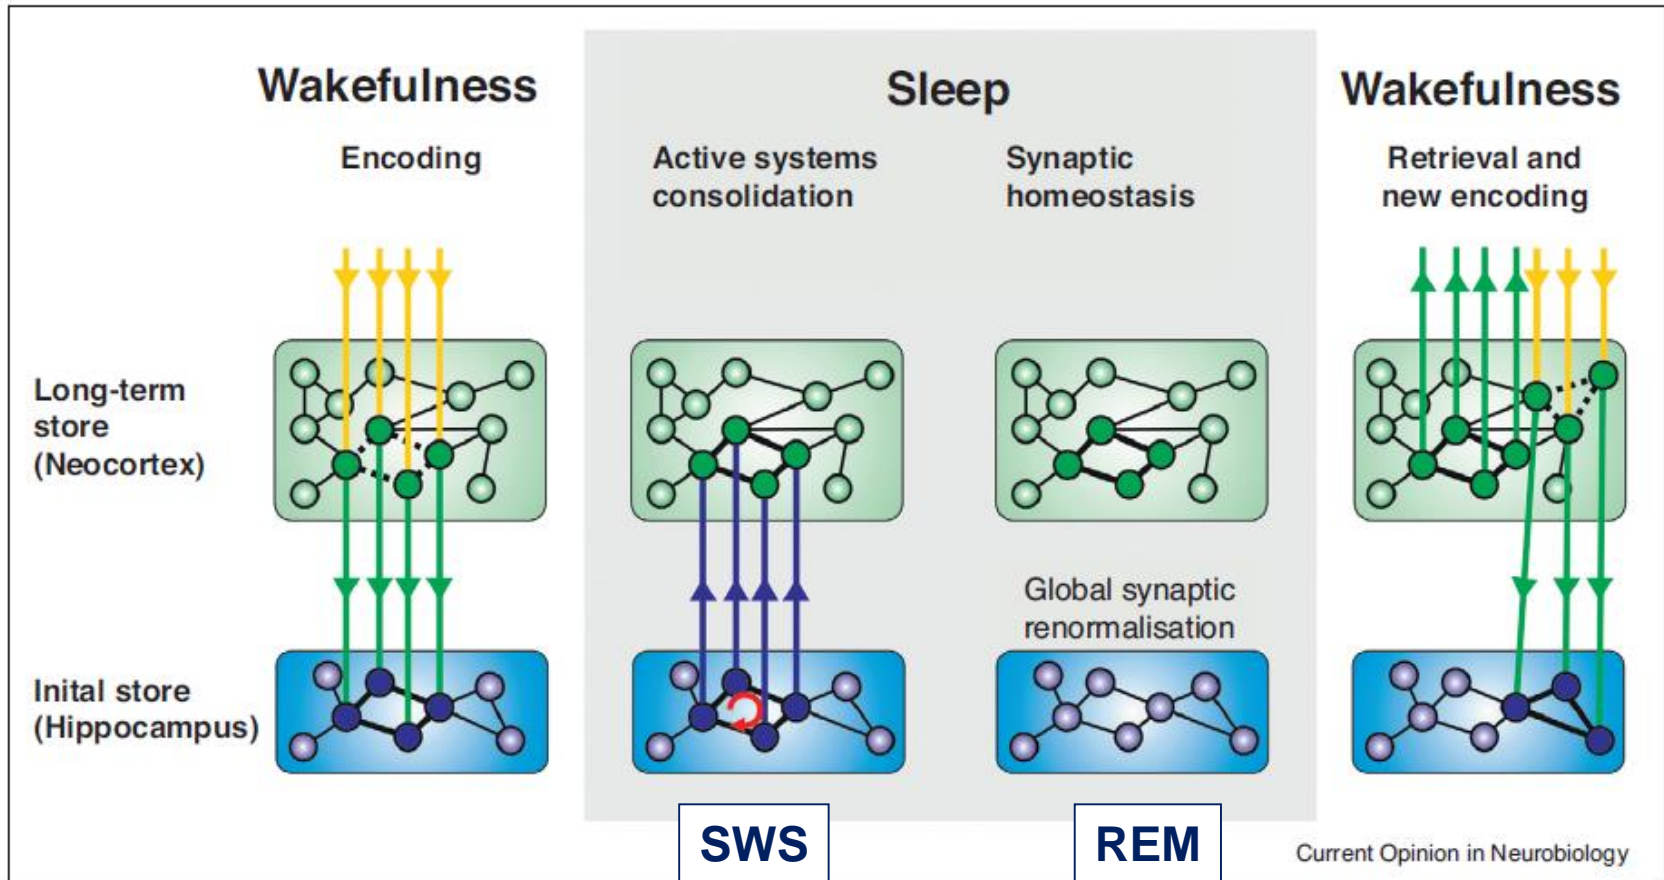 Wakefulness
Sleep
Wakefulness
Encoding
Active systems
consolidation
Synaptic
homeostasis
Retrieval and
new encoding
Long-term
store
(Neocortex)
Global synaptic
renormalisation
Inital store
(Hippocampus)
SWS
REM
Current Opinion in Neurobiology